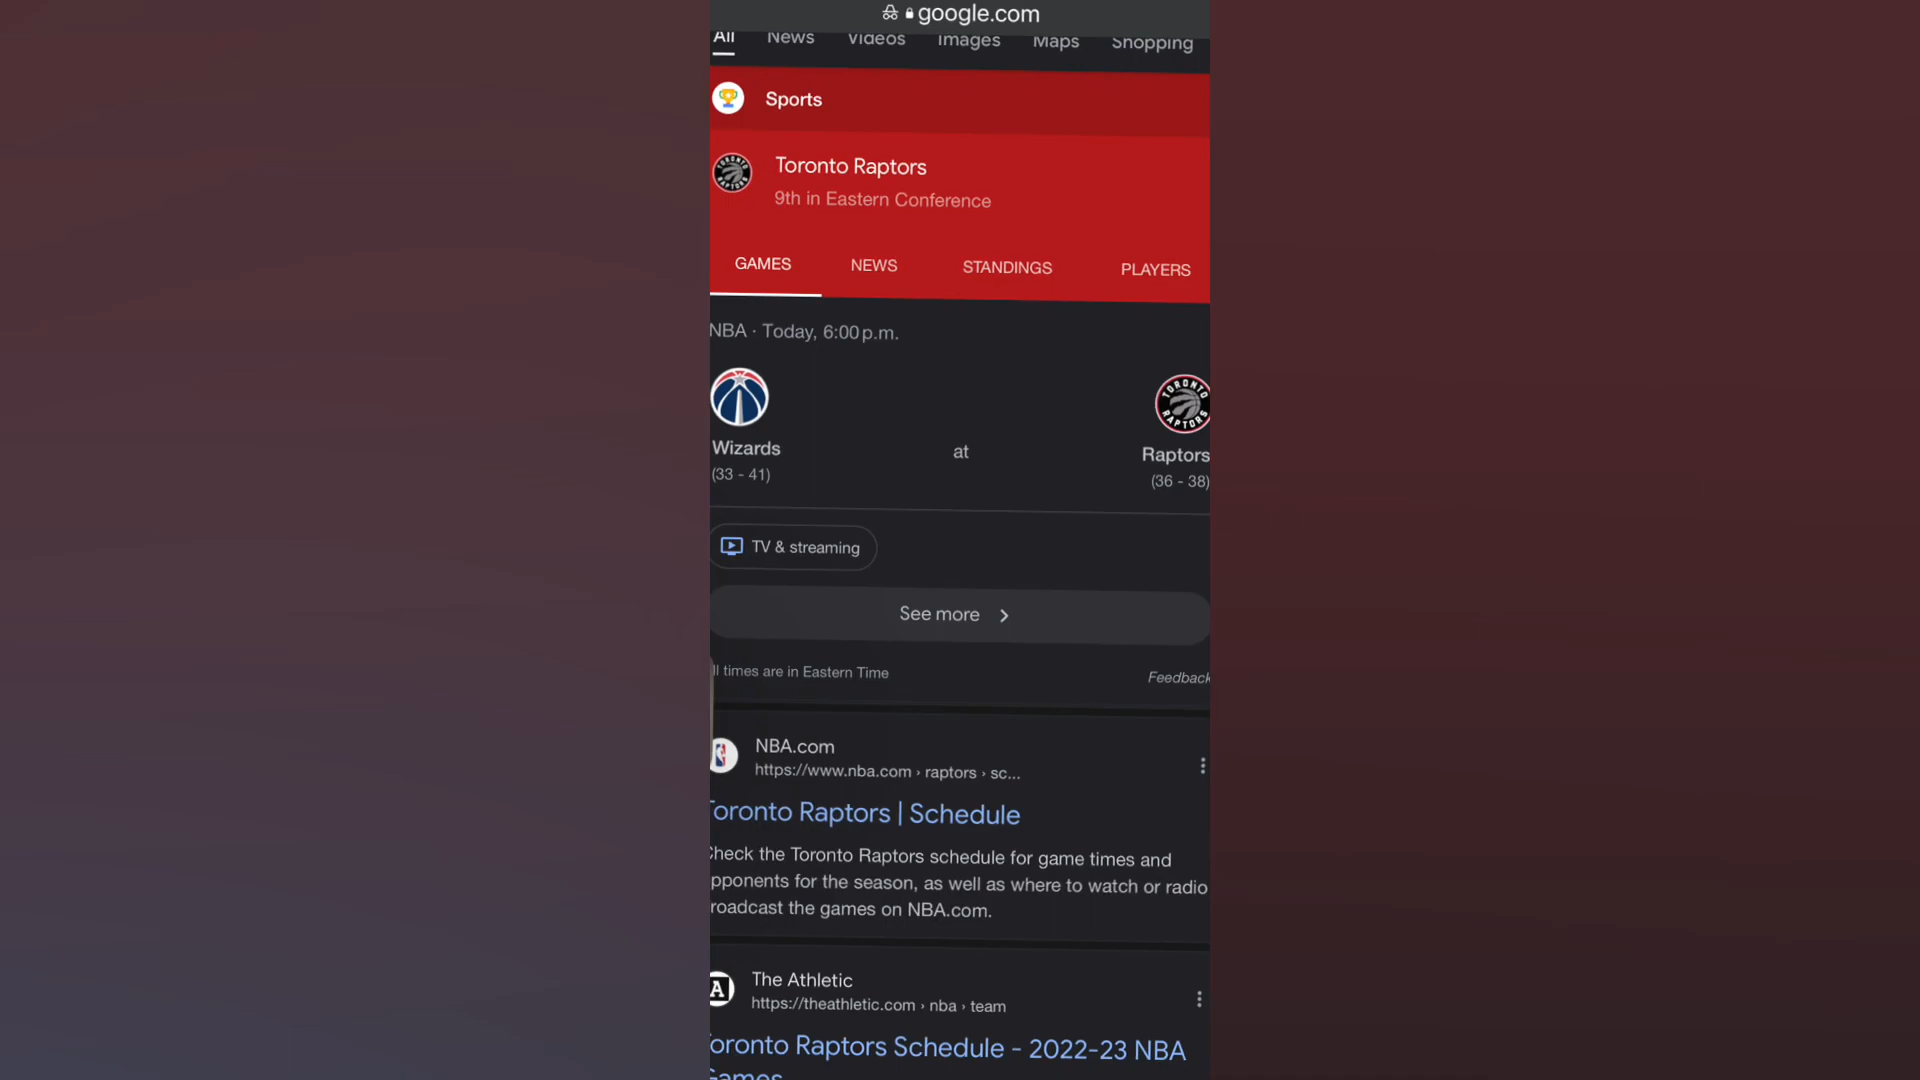 google.com
All News Videos Images Maps Shopping
Sports
Toronto Raptors
9th in Eastern Conference
GAMES NEWS STANDINGS PLAYERS
NBA · Today, 6:00 p.m.
Wizards at Raptors
(33 - 41) (36 - 38)
TV & streaming
See more
ll times are in Eastern Time Feedback
NBA.com
https://www.nba.com › raptors › sc...
Toronto Raptors | Schedule
Check the Toronto Raptors schedule for game times and
pponents for the season, as well as where to watch or radio
roadcast the games on NBA.com.
A The Athletic
https://theathletic.com › nba › team
oronto Raptors Schedule - 2022-23 NBA
Games